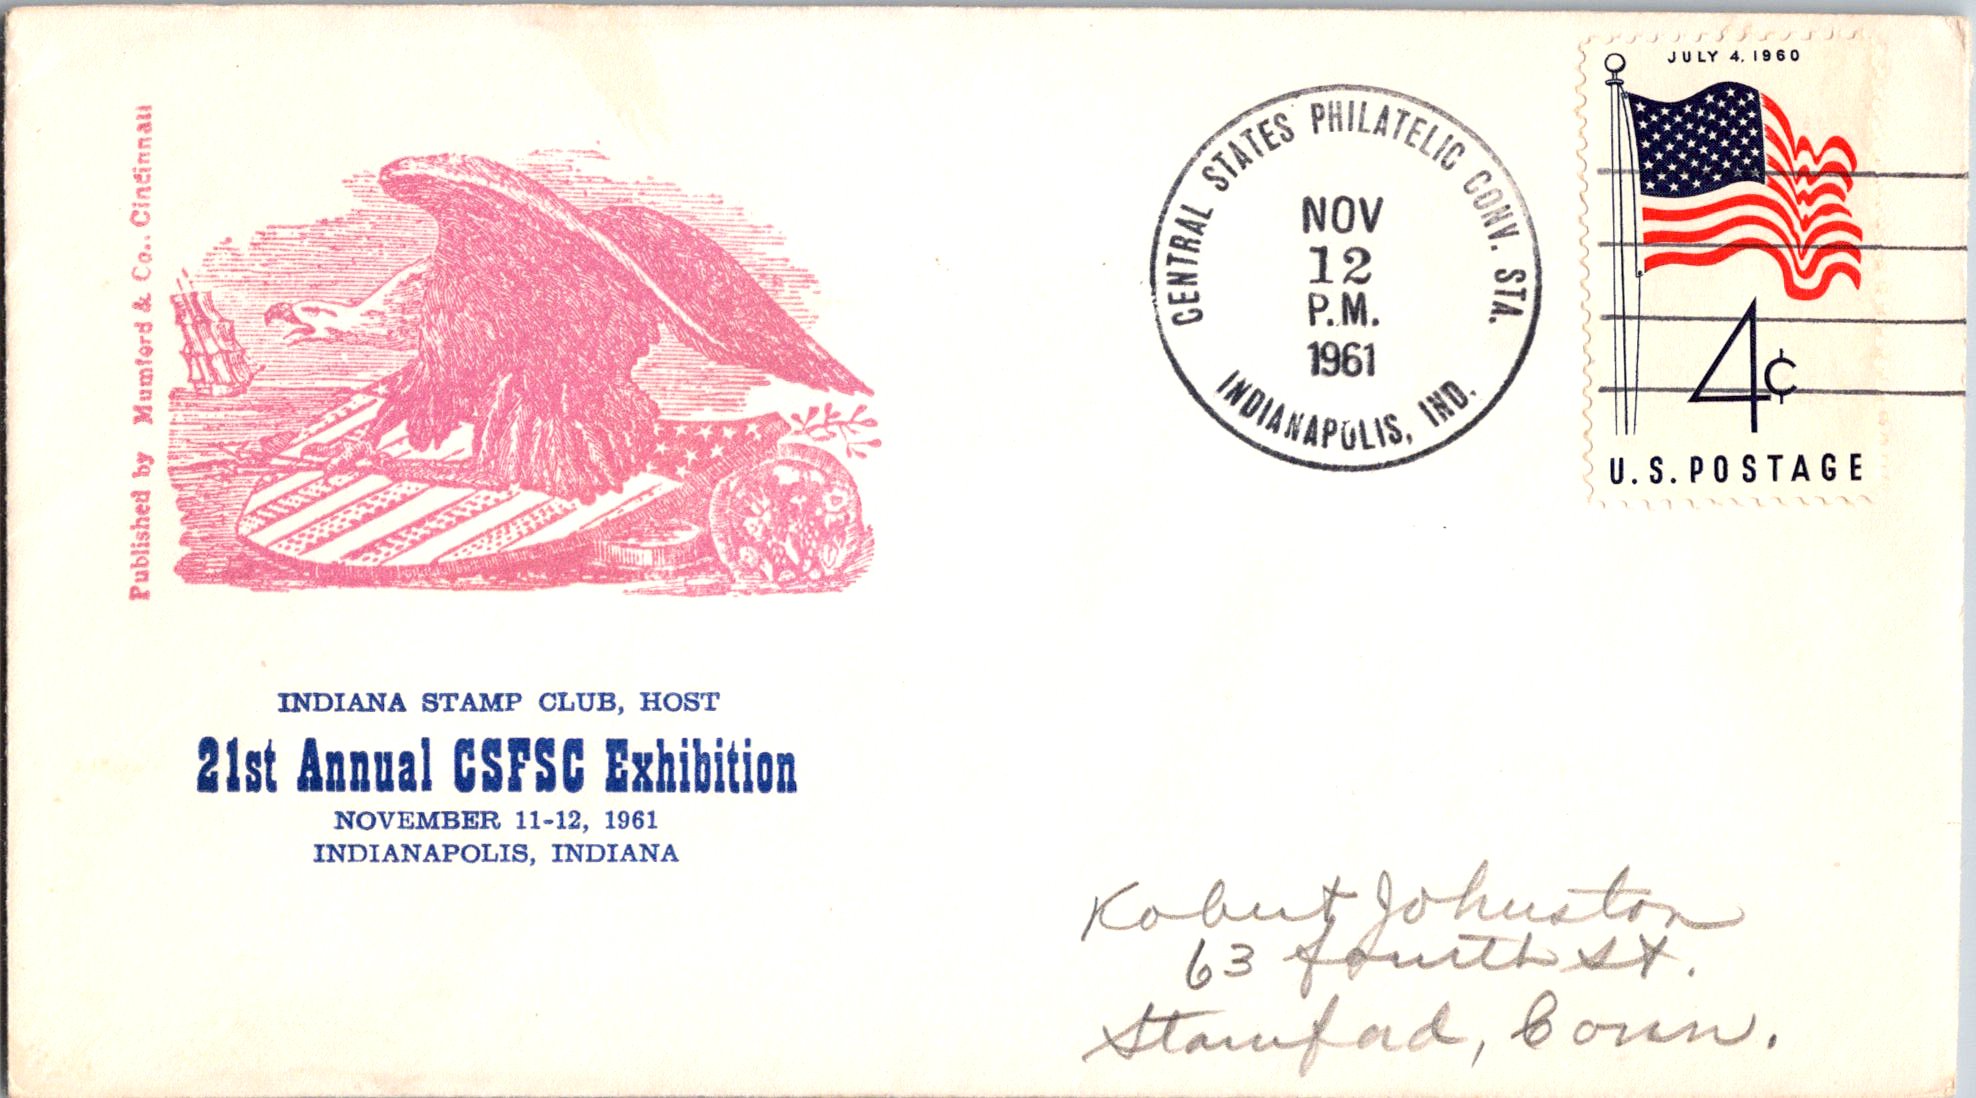 Published by Mumford & Co., Cincinnati
CENTRAL STATES PHILATELIC CONV. STA.
NOV
12
P.M.
1961
INDIANAPOLIS, IND.
JULY 4, 1960
4¢
U.S. POSTAGE
INDIANA STAMP CLUB, HOST
21st Annual CSFSC Exhibition
NOVEMBER 11-12, 1961
INDIANAPOLIS, INDIANA
Robert Johnston
63 Fourth St.
Stamford, Conn.